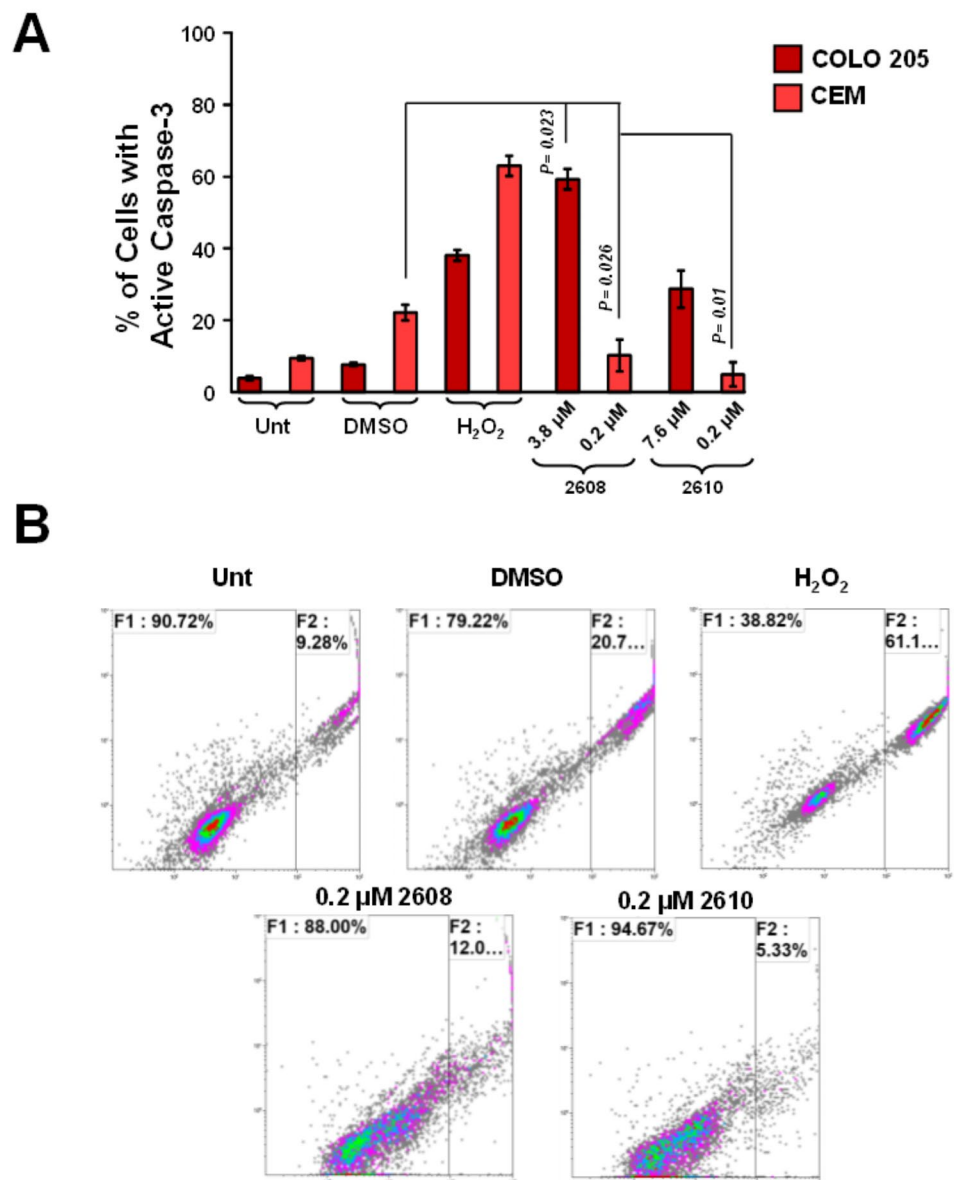 A
% of Cells with
Active Caspase-3
100
80
60
40
20
0
COLO 205
CEM
P= 0.023
P= 0.026
P= 0.01
Unt
DMSO
H₂O₂
3.8 µM
0.2 µM
7.6 µM
0.2 µM
2608
2610
B
Unt
DMSO
H₂O₂
F1 : 90.72%
F2 :
9.28%
F1 : 79.22%
F2 :
20.7...
F1 : 38.82%
F2 :
61.1...
0.2 µM 2608
0.2 µM 2610
F1 : 88.00%
F2 :
12.0...
F1 : 94.67%
F2 :
5.33%